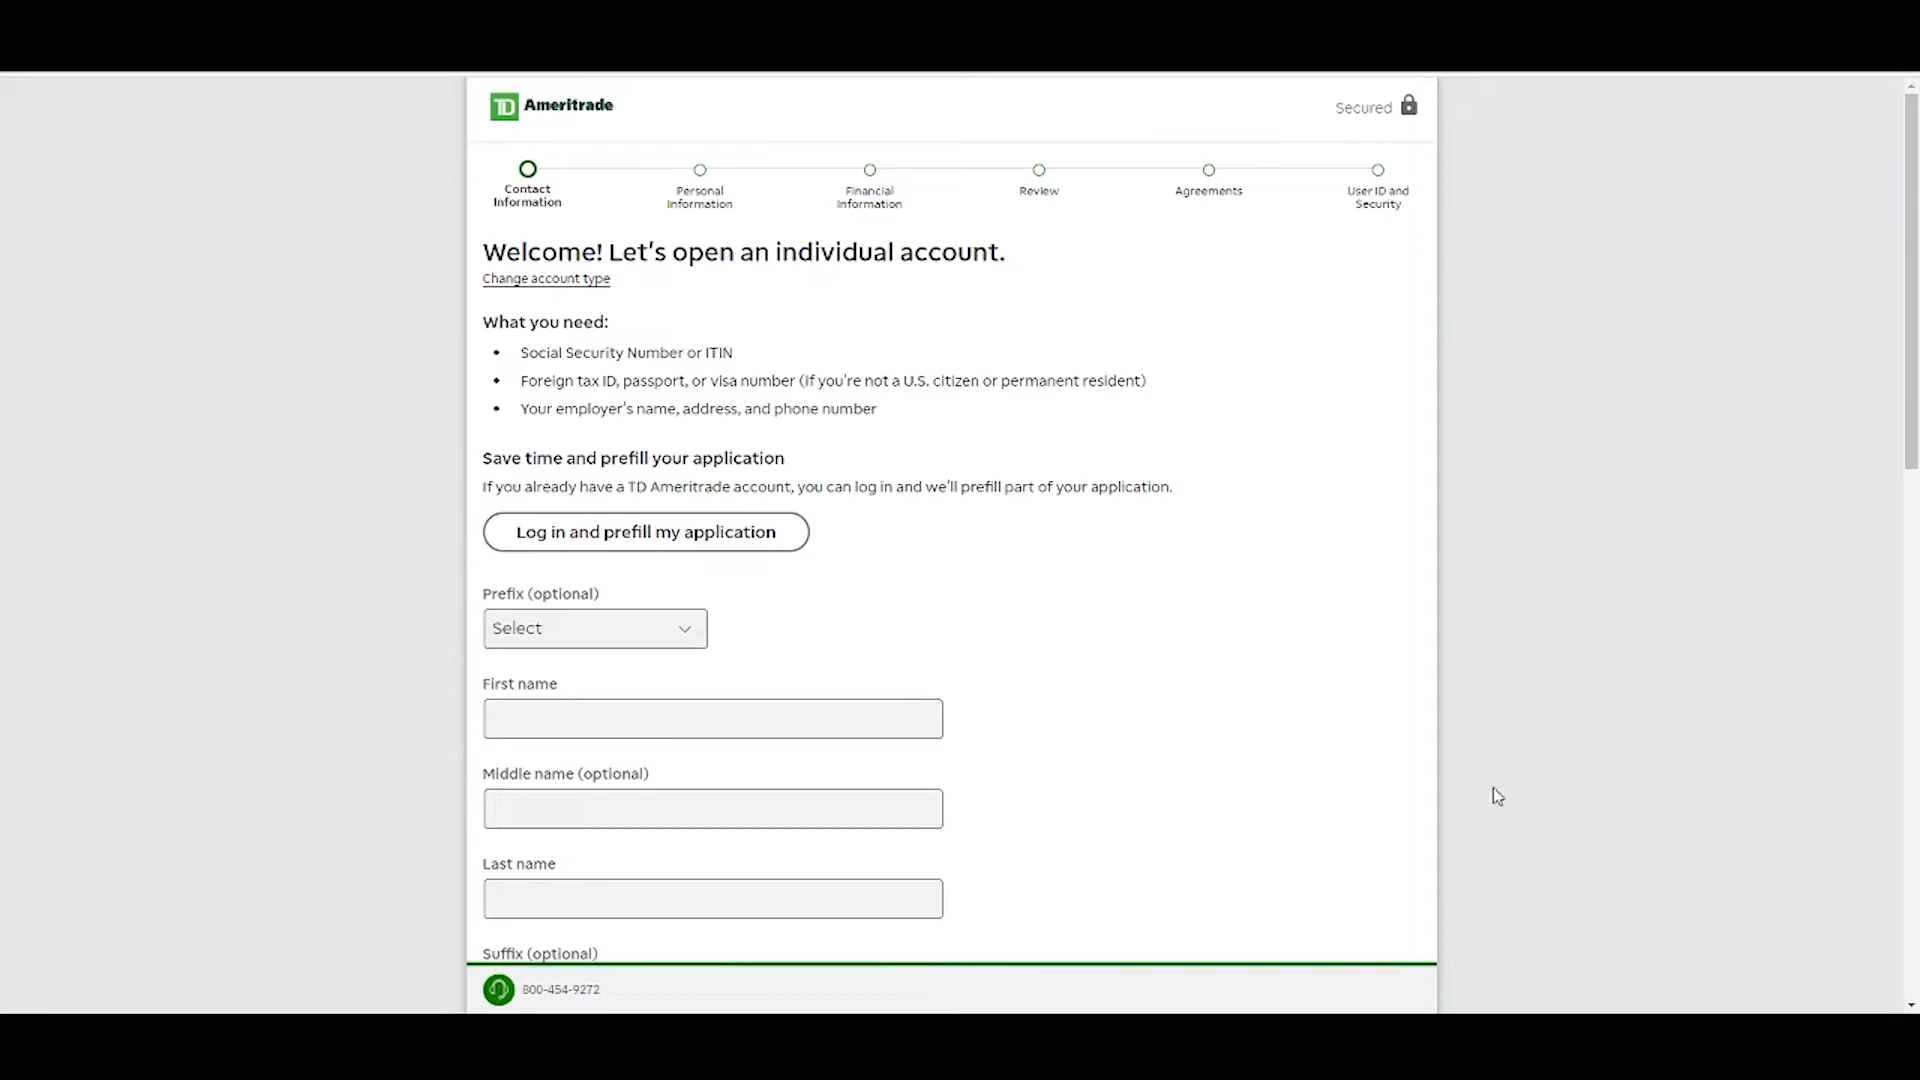 TD Ameritrade
Secured
Contact
Information
Personal
Information
Financial
Information
Review
Agreements
User ID and
Security
Welcome! Let's open an individual account.
Change account type
What you need:
• Social Security Number or ITIN
• Foreign tax ID, passport, or visa number (if you're not a U.S. citizen or permanent resident)
• Your employer's name, address, and phone number
Save time and prefill your application
If you already have a TD Ameritrade account, you can log in and we'll prefill part of your application.
Log in and prefill my application
Prefix (optional)
Select
First name
Middle name (optional)
Last name
Suffix (optional)
800-454-9272